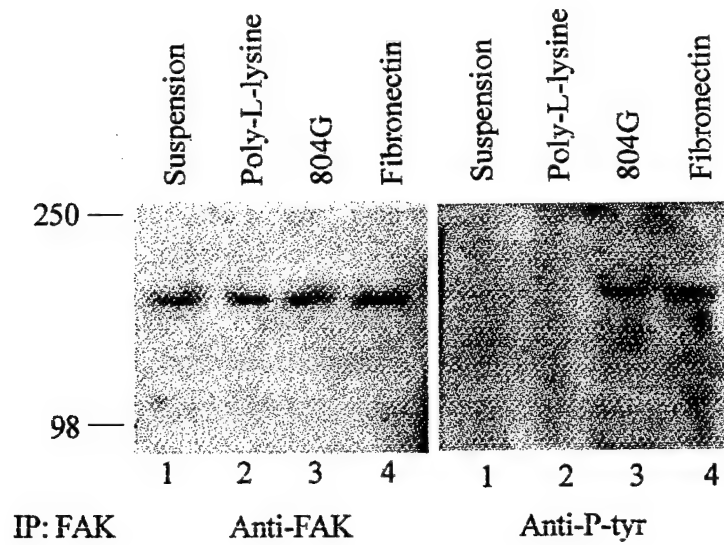 Suspension Poly-L-lysine 804G Fibronectin Suspension Poly-L-lysine 804G Fibronectin
250
98
1 2 3 4 1 2 3 4
IP: FAK Anti-FAK Anti-P-tyr